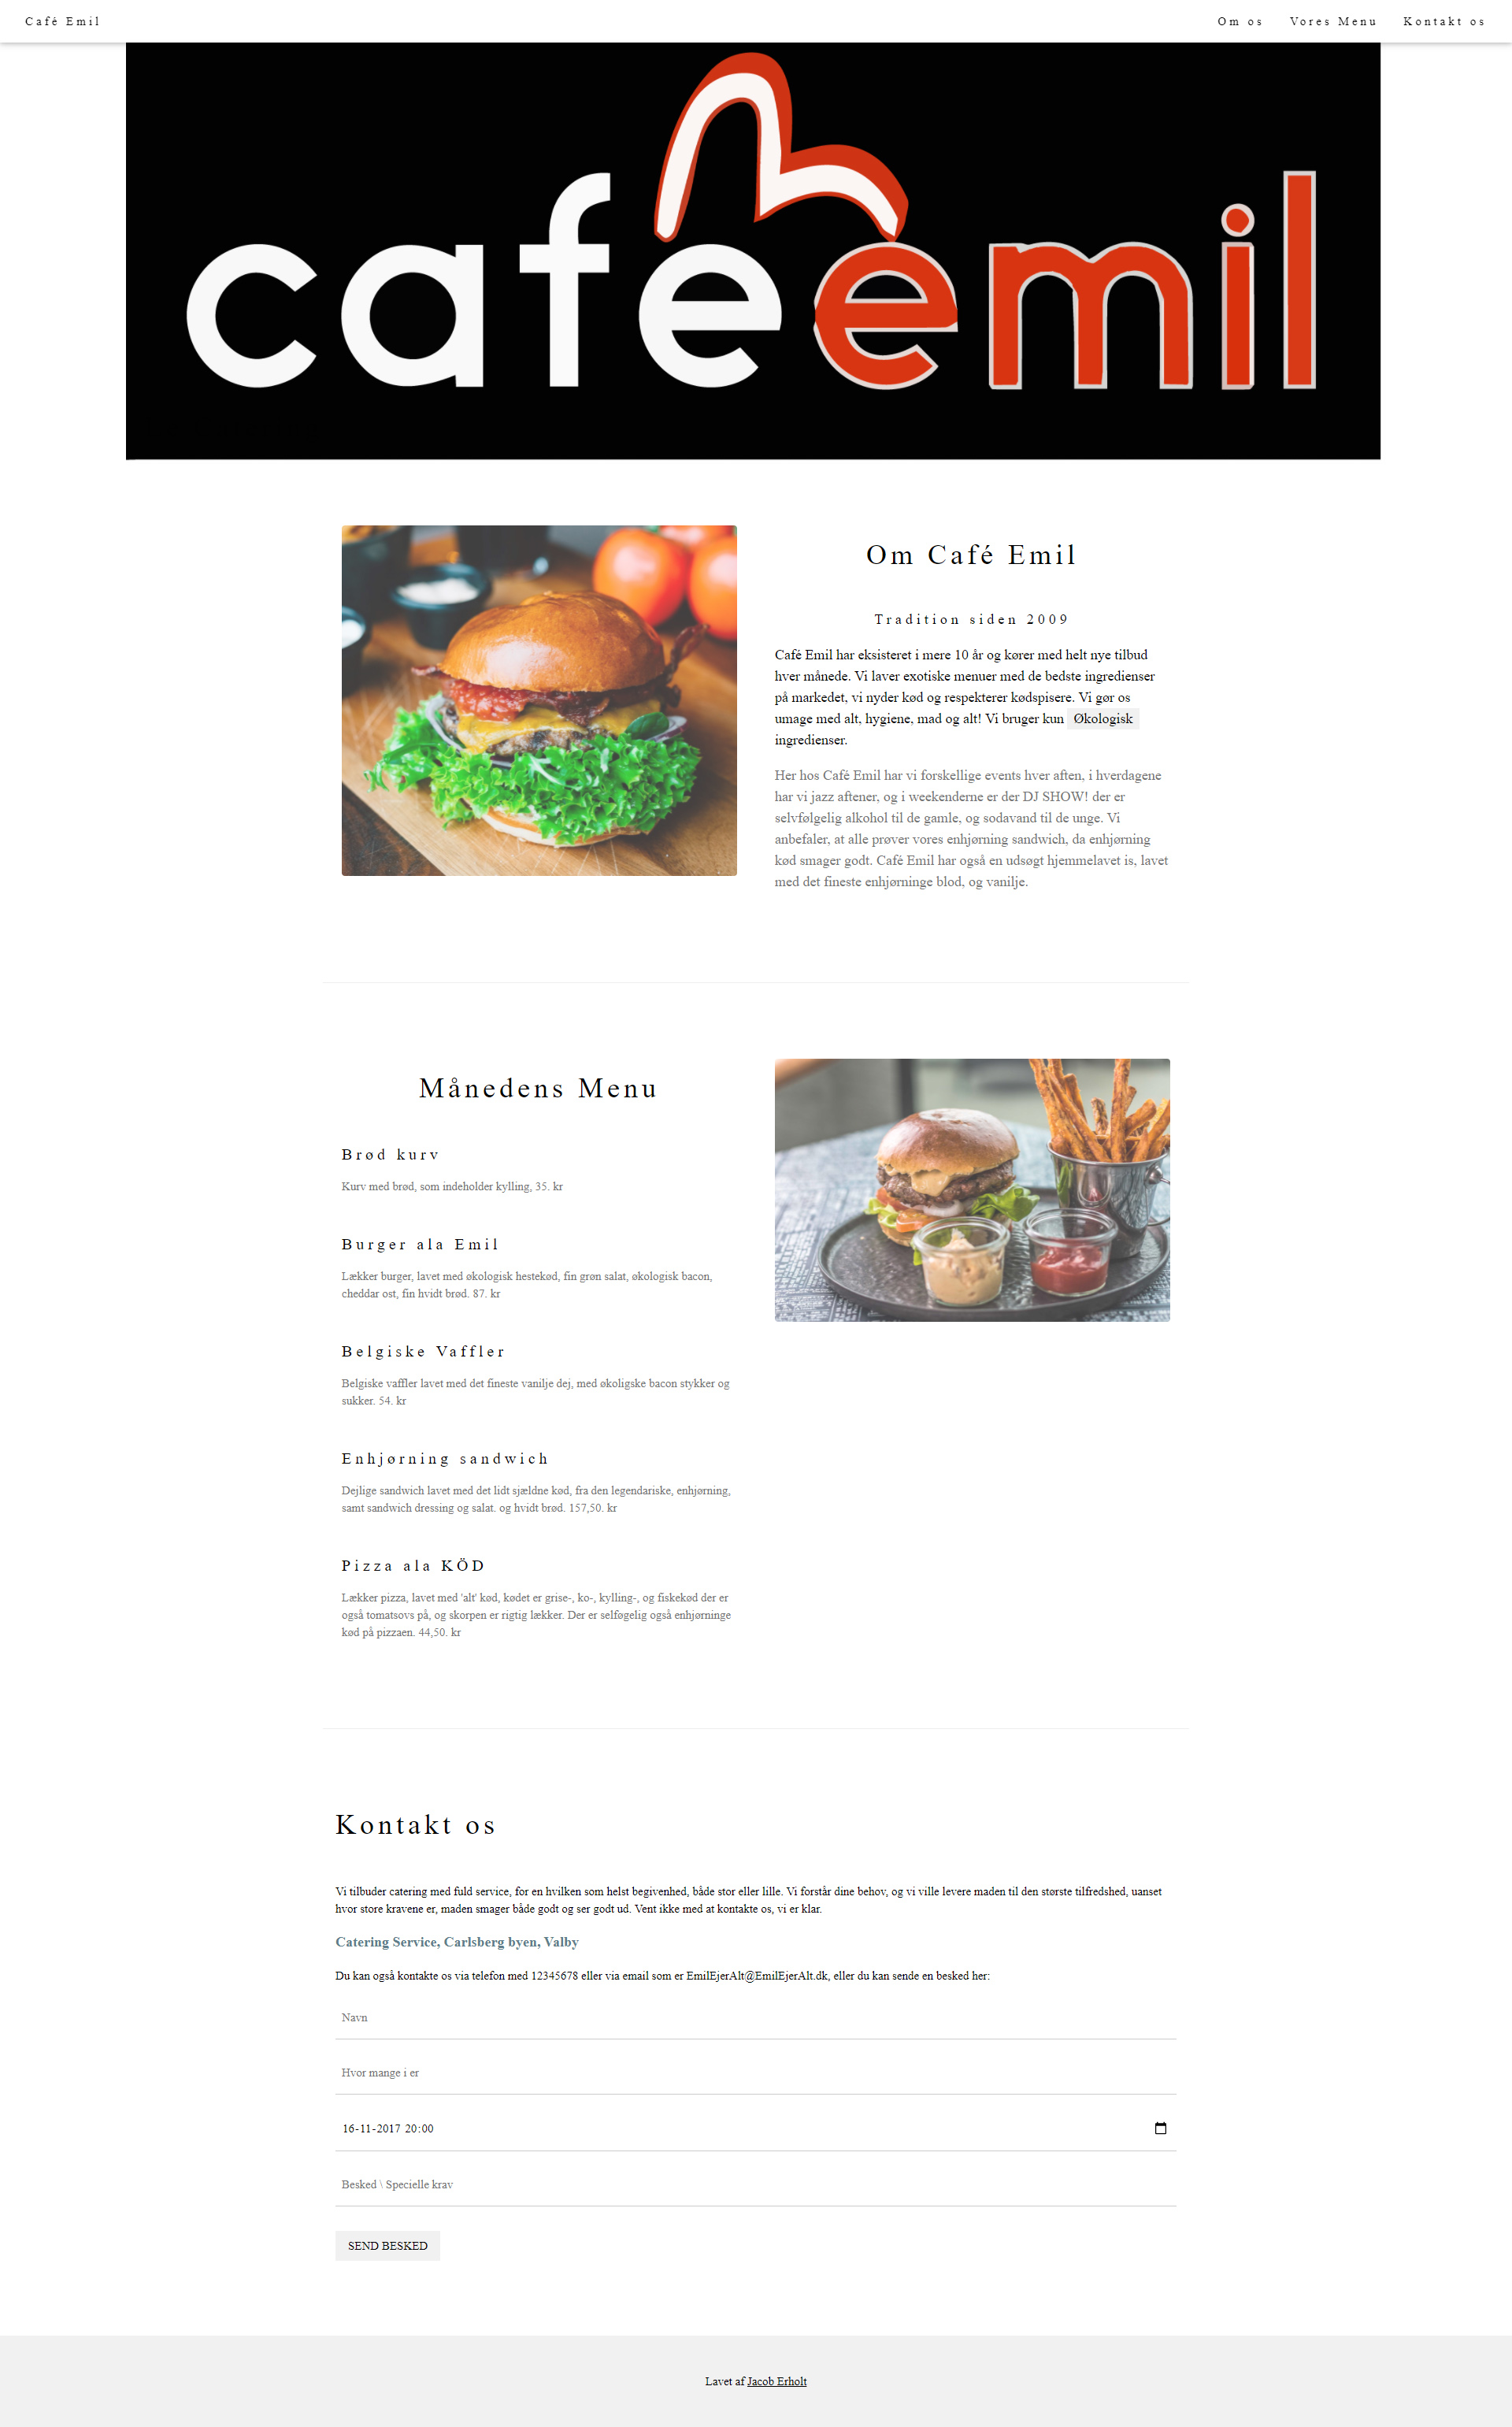 Café Emil
Om os
Vores Menu
Kontakt os
cafe emil
Om Café Emil
Tradition siden 2009
Café Emil har eksisteret i mere 10 år og kører med helt nye tilbud
hver månede. Vi laver exotiske menuer med de bedste ingredienser
på markedet, vi nyder kød og respekterer kødspisere. Vi gør os
umage med alt, hygiene, mad og alt! Vi bruger kun Økologisk
ingredienser.
Her hos Café Emil har vi forskellige events hver aften, i hverdagene
har vi jazz aftener, og i weekenderne er der DJ SHOW! der er
selvfølgelig alkohol til de gamle, og sodavand til de unge. Vi
anbefaler, at alle prøver vores enhjørning sandwich, da enhjørning
kød smager godt. Café Emil har også en udsøgt hjemmelavet is, lavet
med det fineste enhjørninge blod, og vanilje.
Månedens Menu
Brød kurv
Kurv med brød, som indeholder kylling, 35. kr
Burger ala Emil
Lækker burger, lavet med økologisk hestekød, fin grøn salat, økologisk bacon,
cheddar ost, fin hvidt brød. 87. kr
Belgiske Vaffler
Belgiske vaffler lavet med det fineste vanilje dej, med økoligske bacon stykker og
sukker. 54. kr
Enhjørning sandwich
Dejlige sandwich lavet med det lidt sjældne kød, fra den legendariske, enhjørning,
samt sandwich dressing og salat. og hvidt brød. 157,50. kr
Pizza ala KÖD
Lækker pizza, lavet med 'alt' kød, kødet er grise-, ko-, kylling-, og fiskekød der er
også tomatsovs på, og skorpen er rigtig lækker. Der er selføgelig også enhjørninge
kød på pizzaen. 44,50. kr
Kontakt os
Vi tilbuder catering med fuld service, for en hvilken som helst begivenhed, både stor eller lille. Vi forstår dine behov, og vi ville levere maden til den største tilfredshed, uanset
hvor store kravene er, maden smager både godt og ser godt ud. Vent ikke med at kontakte os, vi er klar.
Catering Service, Carlsberg byen, Valby
Du kan også kontakte os via telefon med 12345678 eller via email som er EmilEjerAlt@EmilEjerAlt.dk, eller du kan sende en besked her:
Navn
Hvor mange i er
16-11-2017 20:00
Besked \ Specielle krav
SEND BESKED
Lavet af Jacob Erholt